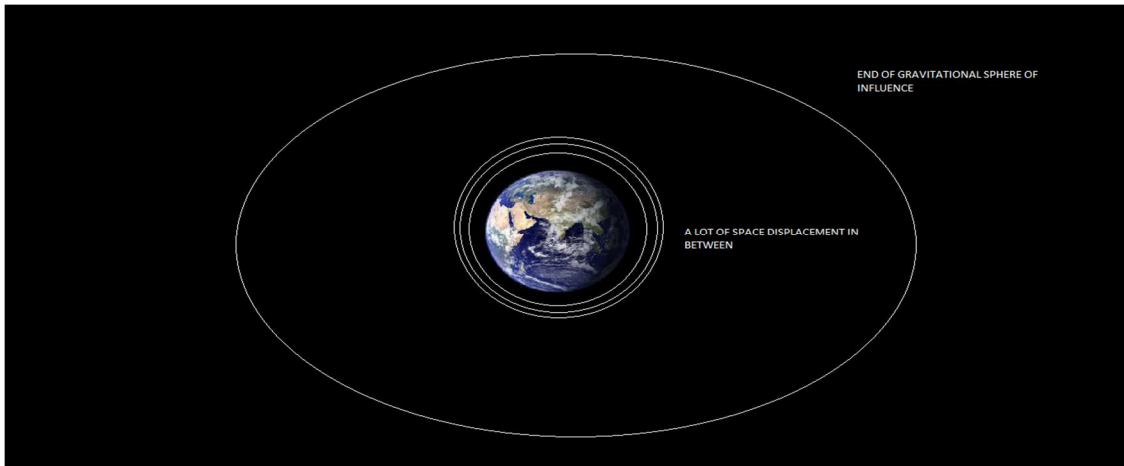 END OF GRAVITATIONAL SPHERE OF
INFLUENCE
A LOT OF SPACE DISPLACEMENT IN
BETWEEN